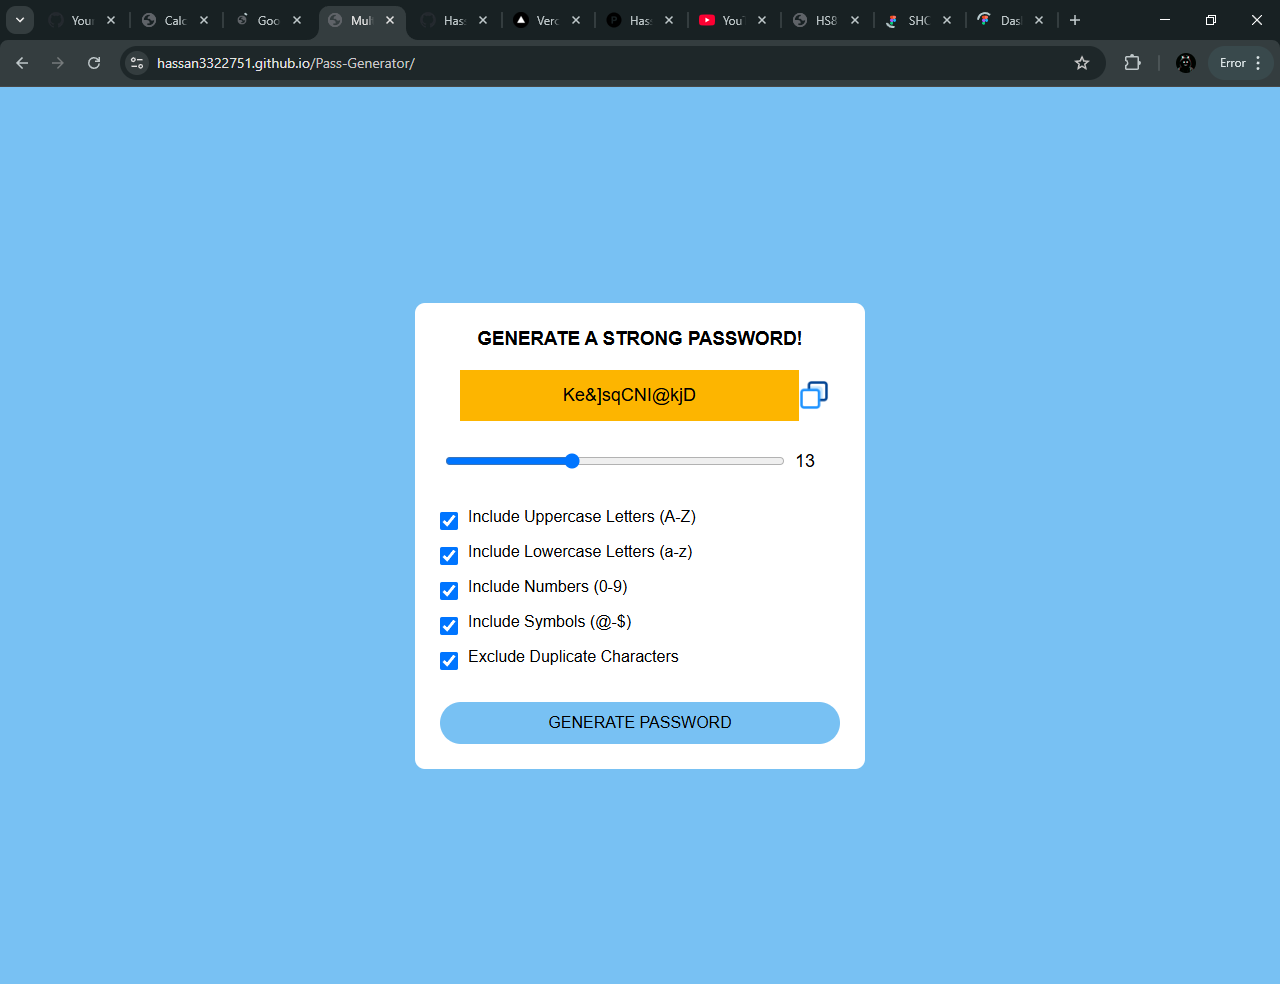 You
Calc
Goo
Mul
Has
Verc
Has
You
HS8
SHC
Das
hassan3322751.github.io/Pass-Generator/
Error
GENERATE A STRONG PASSWORD!
Ke&]sqCNI@kjD
13
Include Uppercase Letters (A-Z)
Include Lowercase Letters (a-z)
Include Numbers (0-9)
Include Symbols (@-$)
Exclude Duplicate Characters
GENERATE PASSWORD